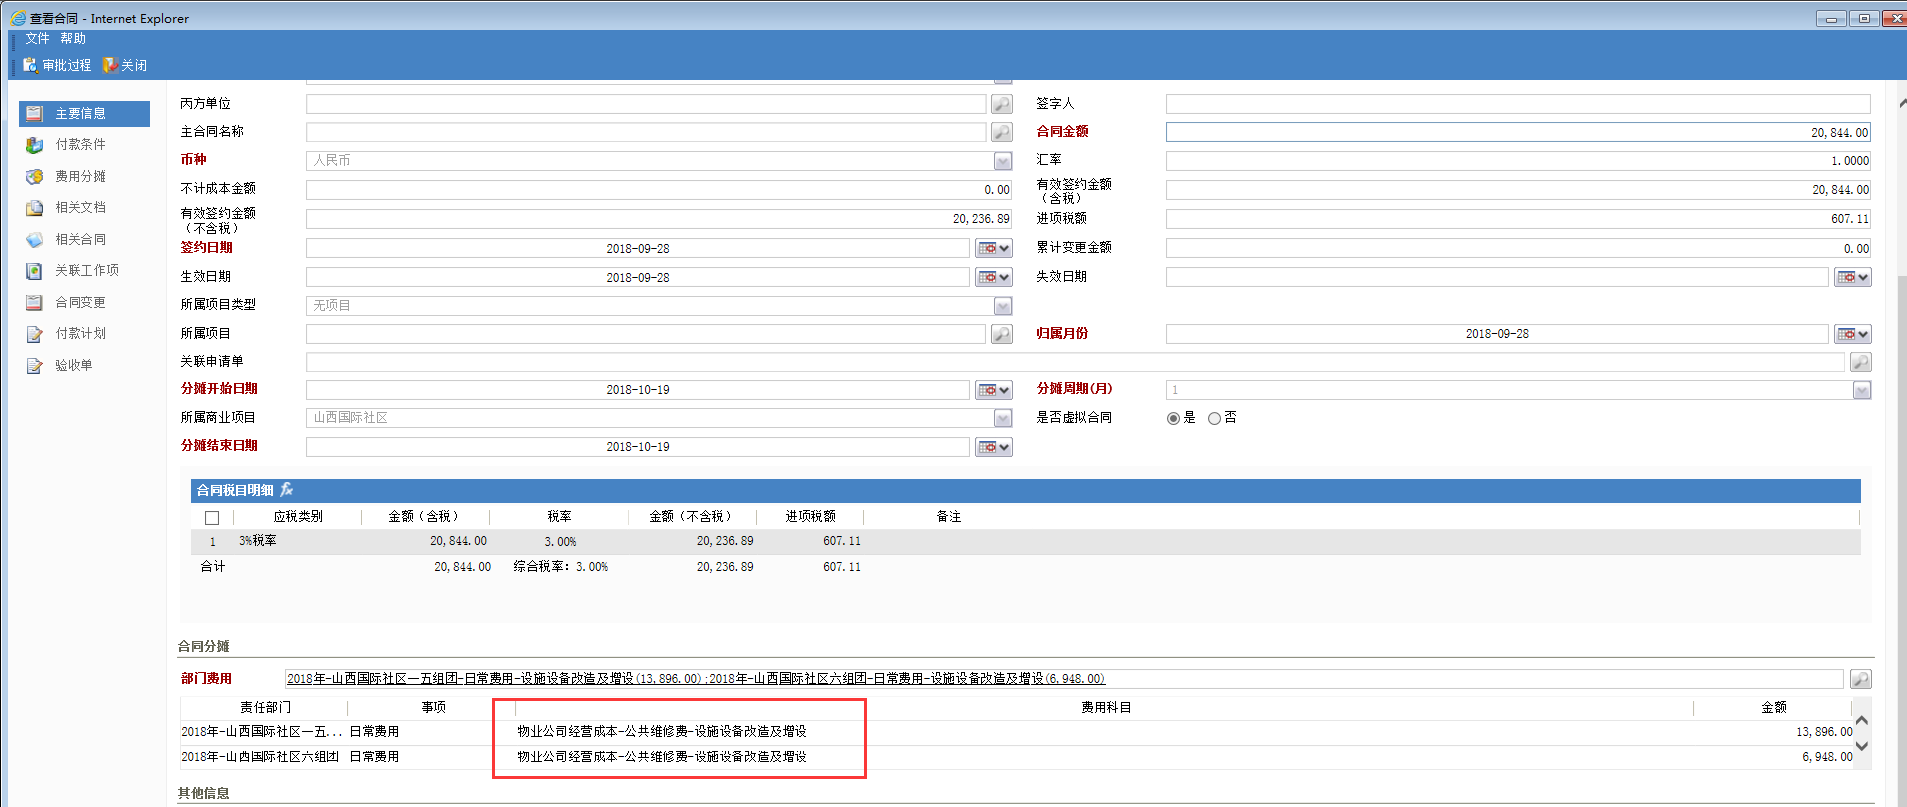 查看合同 - Internet Explorer
文件 帮助
审批过程 关闭
主要信息
付款条件
费用分摊
相关文档
相关合同
关联工作项
合同变更
付款计划
验收单
丙方单位 签字人
主合同名称 合同金额 20,844.00
币种 人民币 汇率 1.0000
不计成本金额 0.00 有效签约金额（含税） 20,844.00
有效签约金额（不含税） 20,236.89 进项税额 607.11
签约日期 2018-09-28 累计变更金额 0.00
生效日期 2018-09-28 失效日期
所属项目类型 无项目
所属项目 归属月份 2018-09-28
关联申请单
分摊开始日期 2018-10-19 分摊周期(月) 1
所属商业项目 山西国际社区 是否虚拟合同 是 否
分摊结束日期 2018-10-19
合同税目明细 fx
应税类别 金额（含税） 税率 金额（不含税） 进项税额 备注
1 3%税率 20,844.00 3.00% 20,236.89 607.11
合计 20,844.00 综合税率: 3.00% 20,236.89 607.11
合同分摊
部门费用 2018年-山西国际社区一五组团-日常费用-设施设备改造及增设(13,896.00);2018年-山西国际社区六组团-日常费用-设施设备改造及增设(6,948.00)
责任部门 事项 费用科目 金额
2018年-山西国际社区一五... 日常费用 物业公司经营成本-公共维修费-设施设备改造及增设 13,896.00
2018年-山西国际社区六组团 日常费用 物业公司经营成本-公共维修费-设施设备改造及增设 6,948.00
其他信息